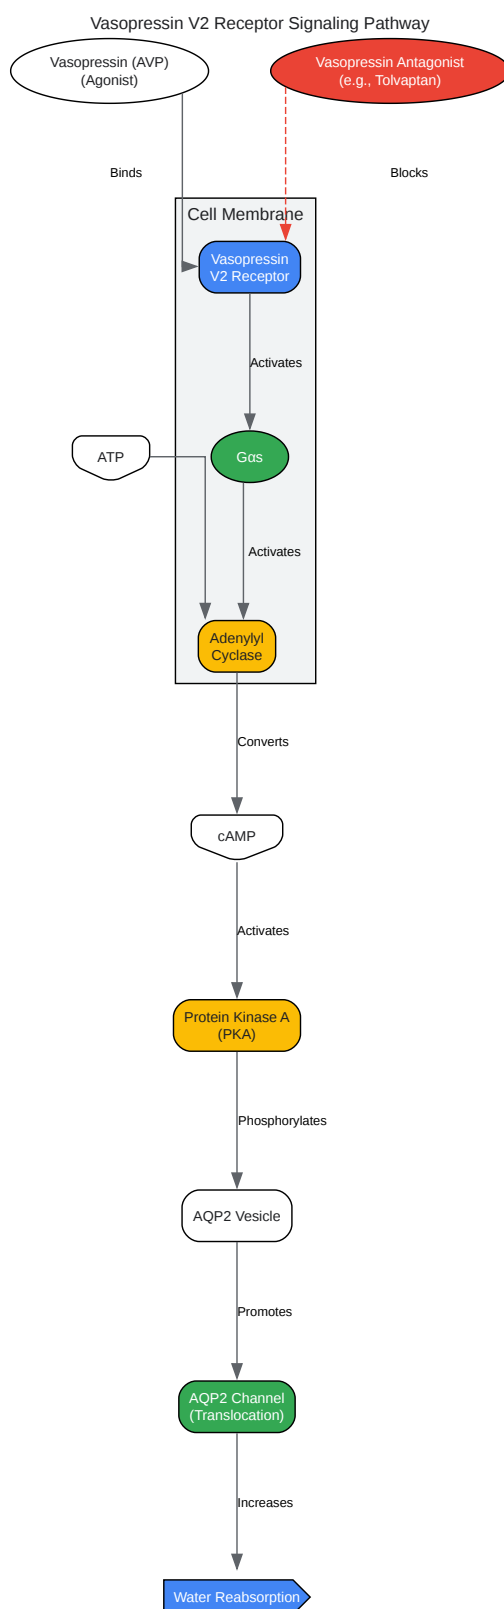 Vasopressin V2 Receptor Signaling Pathway
Vasopressin (AVP)
(Agonist)
Vasopressin Antagonist
(e.g., Tolvaptan)
Binds
Blocks
Cell Membrane
Vasopressin
V2 Receptor
Activates
ATP
Gαs
Activates
Adenylyl
Cyclase
Converts
cAMP
Activates
Protein Kinase A
(PKA)
Phosphorylates
AQP2 Vesicle
Promotes
AQP2 Channel
(Translocation)
Increases
Water Reabsorption